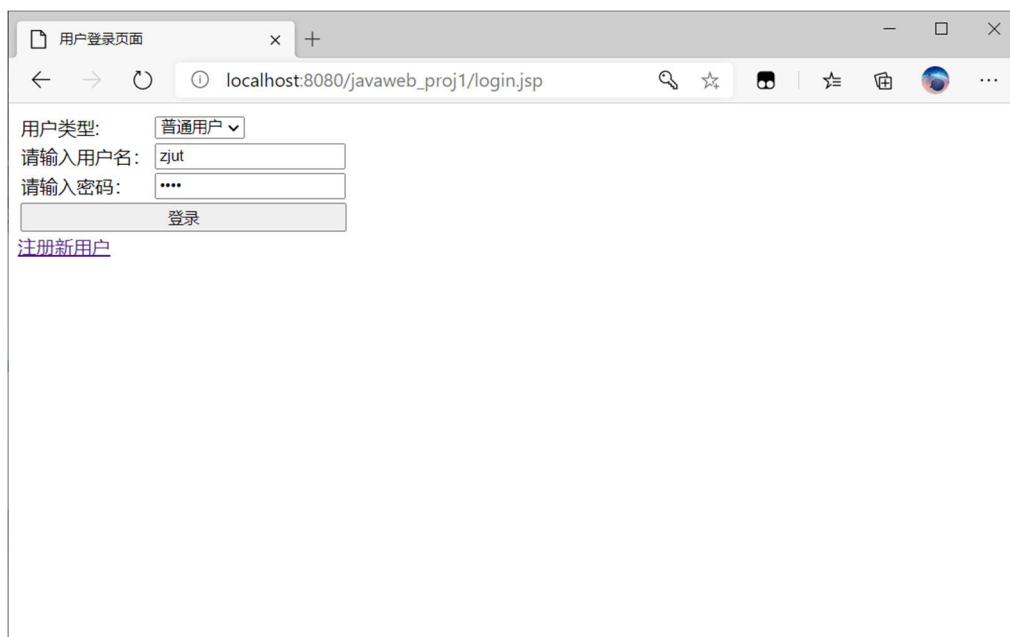 用户登录页面
localhost:8080/javaweb_proj1/login.jsp
用户类型: 普通用户
请输入用户名: zjut
请输入密码: ••••
登录
注册新用户